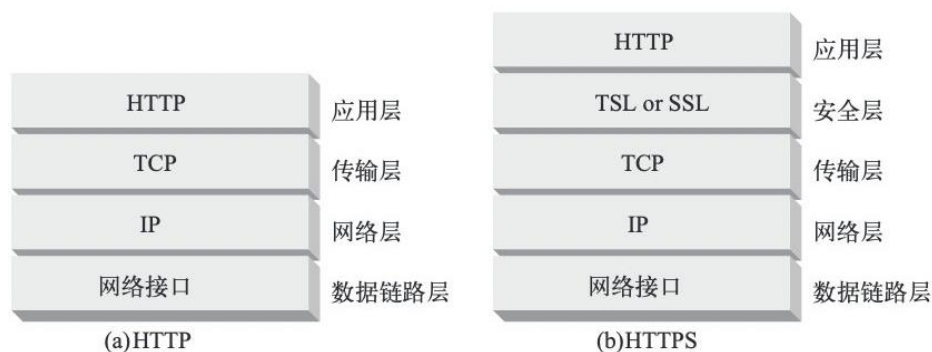 HTTP 应用层
TCP 传输层
IP 网络层
网络接口 数据链路层
(a)HTTP
HTTP 应用层
TSL or SSL 安全层
TCP 传输层
IP 网络层
网络接口 数据链路层
(b)HTTPS